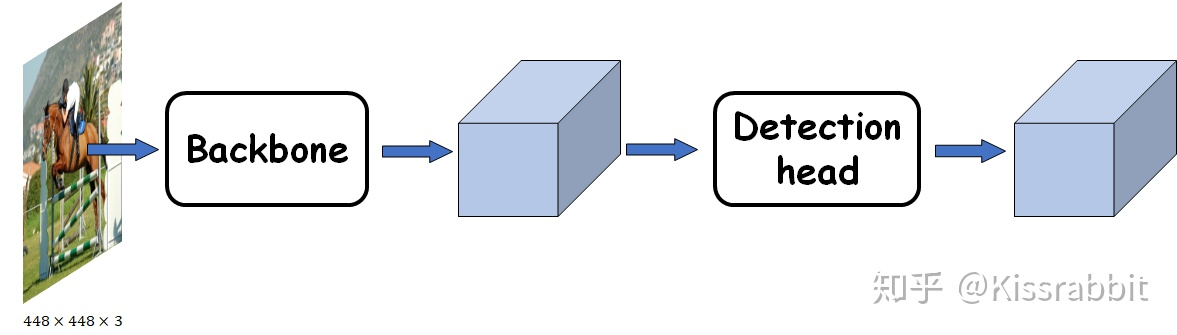 Backbone
Detection
head
知乎 @Kissrabbit
448 × 448 × 3